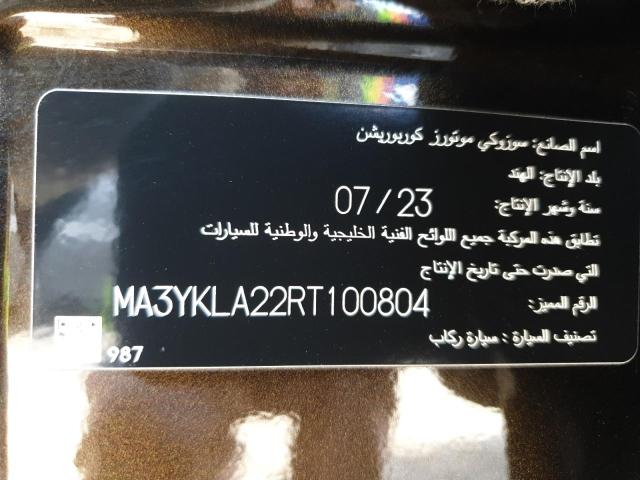 اسم الصانع: سوزوكي موتورز كوربوريشن
بلد الإنتاج: الهند
سنة وشهر الإنتاج: 07/23
تطابق هذه المركبة جميع اللوائح الفنية الخليجية والوطنية للسيارات
التي صدرت حتى تاريخ الإنتاج
الرقم المميز: MA3YKLA22RT100804
تصنيف السيارة : سيارة ركاب
987